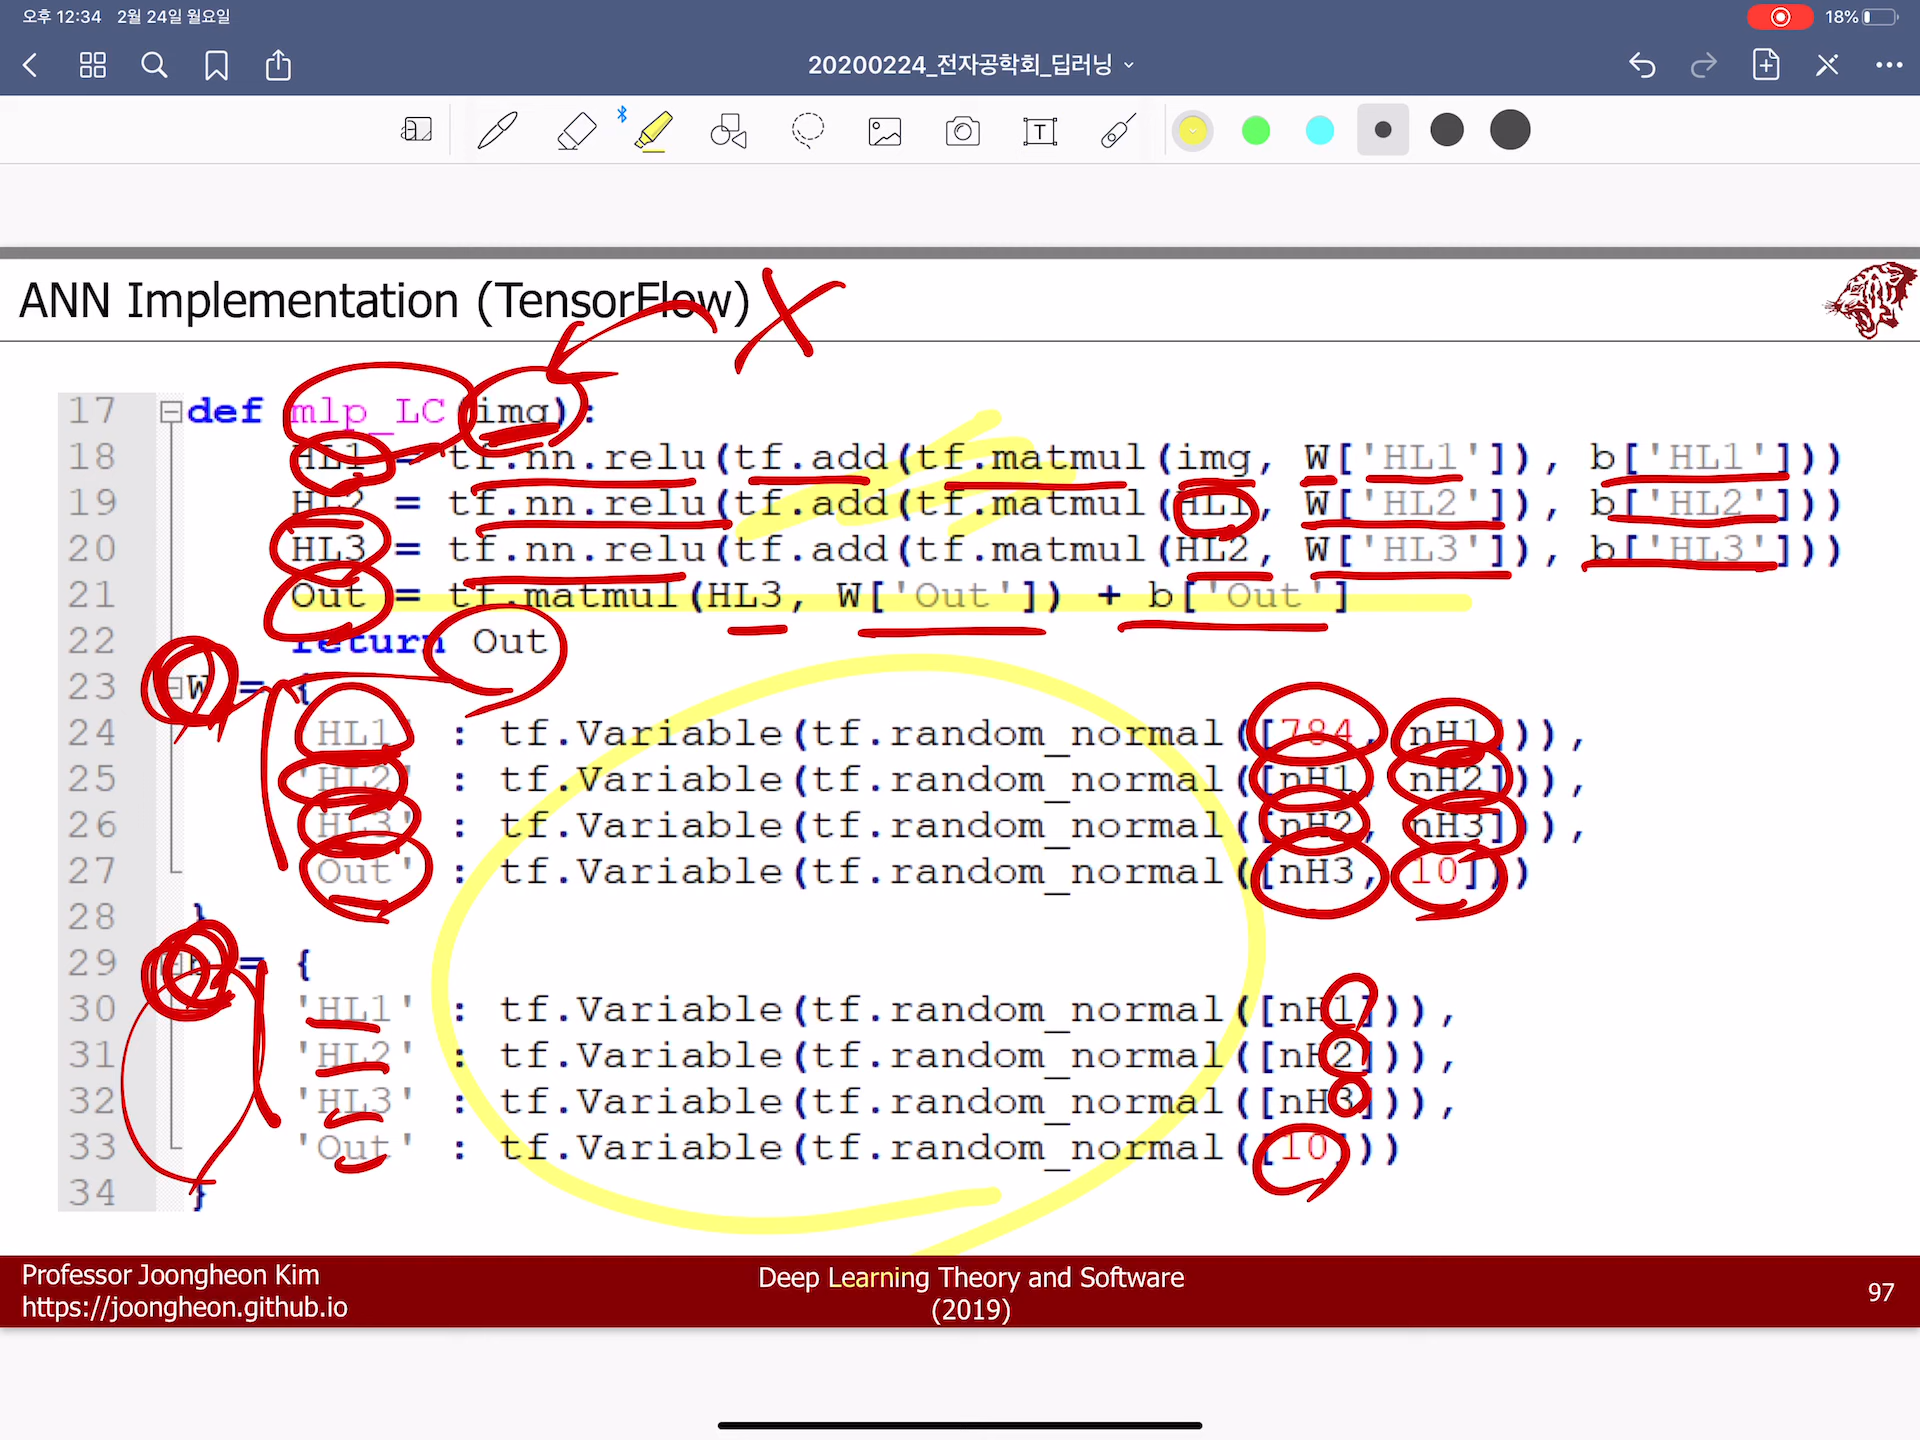 오후 12:34 2월 24일 월요일
18%
20200224_전자공학회_딥러닝
ANN Implementation (TensorFlow) X
17 def mlp_LC(img):
18 HL1 = tf.nn.relu(tf.add(tf.matmul(img, W['HL1']), b['HL1']))
19 HL2 = tf.nn.relu(tf.add(tf.matmul(HL1, W['HL2']), b['HL2']))
20 HL3 = tf.nn.relu(tf.add(tf.matmul(HL2, W['HL3']), b['HL3']))
21 Out = tf.matmul(HL3, W['Out']) + b['Out']
22 return Out
23 W = {
24 'HL1' : tf.Variable(tf.random_normal([784, nH1])),
25 'HL2' : tf.Variable(tf.random_normal([nH1, nH2])),
26 'HL3' : tf.Variable(tf.random_normal([nH2, nH3])),
27 'Out' : tf.Variable(tf.random_normal([nH3, 10]))
28 }
29 b = {
30 'HL1' : tf.Variable(tf.random_normal([nH1])),
31 'HL2' : tf.Variable(tf.random_normal([nH2])),
32 'HL3' : tf.Variable(tf.random_normal([nH3])),
33 'Out' : tf.Variable(tf.random_normal([10]))
34 }
Professor Joongheon Kim
https://joongheon.github.io
Deep Learning Theory and Software
(2019)
97